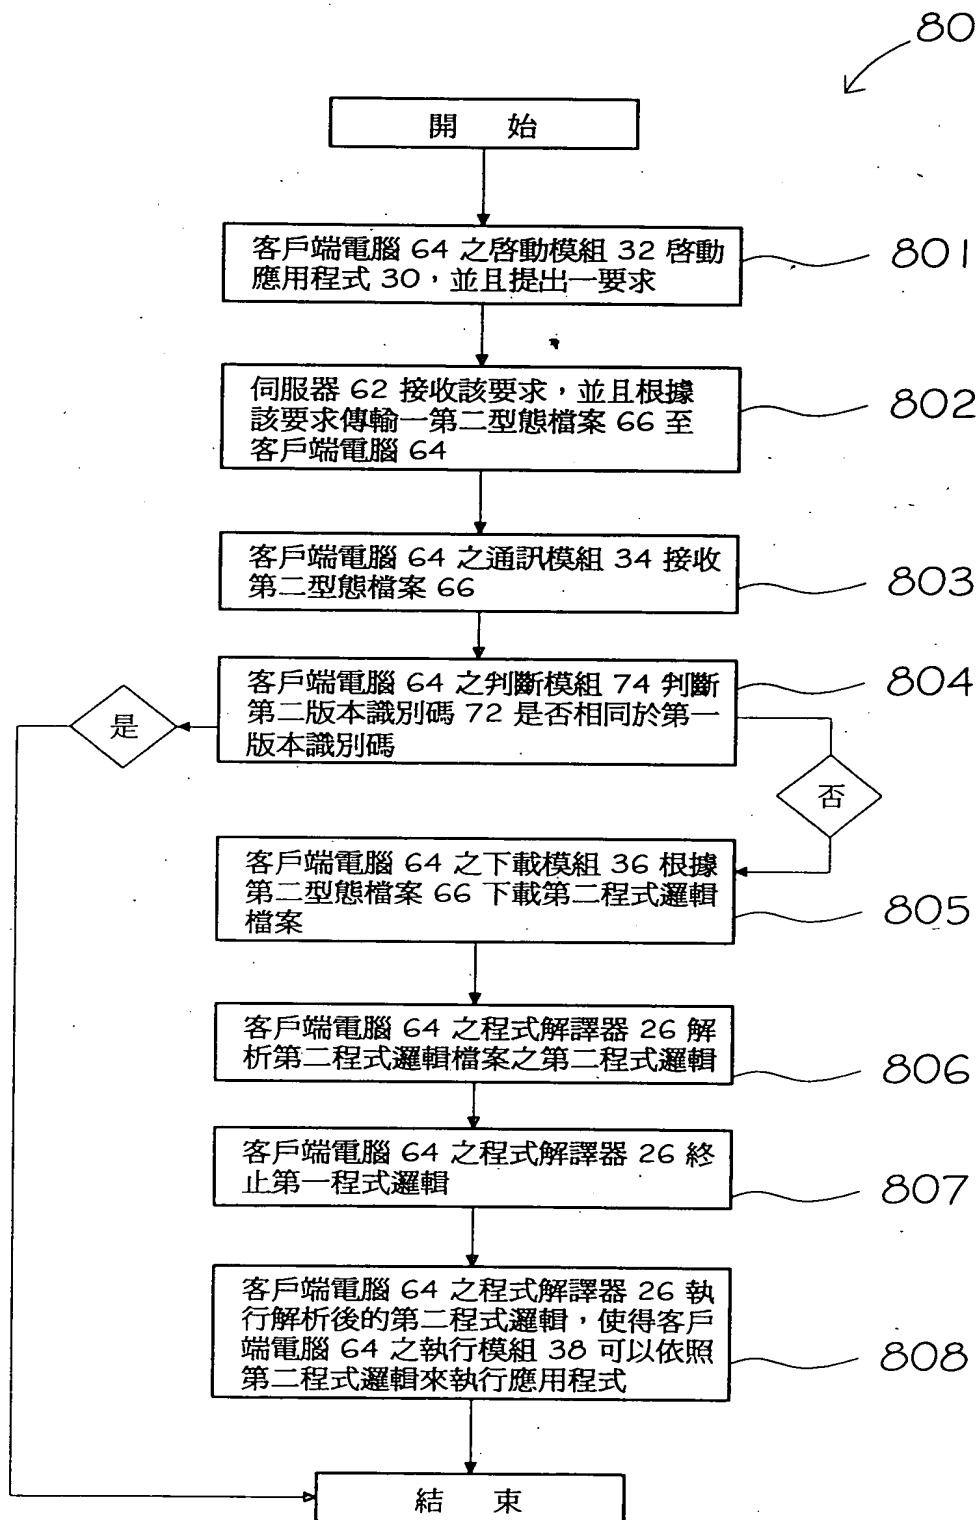 80
開 始
客戶端電腦 64 之啓動模組 32 啓動
應用程式 30，並且提出一要求
801
伺服器 62 接收該要求，並且根據
該要求傳輸一第二型態檔案 66 至
客戶端電腦 64
802
客戶端電腦 64 之通訊模組 34 接收
第二型態檔案 66
803
客戶端電腦 64 之判斷模組 74 判斷
第二版本識別碼 72 是否相同於第一
版本識別碼
804
是
否
客戶端電腦 64 之下載模組 36 根據
第二型態檔案 66 下載第二程式邏輯
檔案
805
客戶端電腦 64 之程式解譯器 26 解
析第二程式邏輯檔案之第二程式邏輯
806
客戶端電腦 64 之程式解譯器 26 終
止第一程式邏輯
807
客戶端電腦 64 之程式解譯器 26 執
行解析後的第二程式邏輯，使得客戶
端電腦 64 之執行模組 38 可以依照
第二程式邏輯來執行應用程式
808
結 束